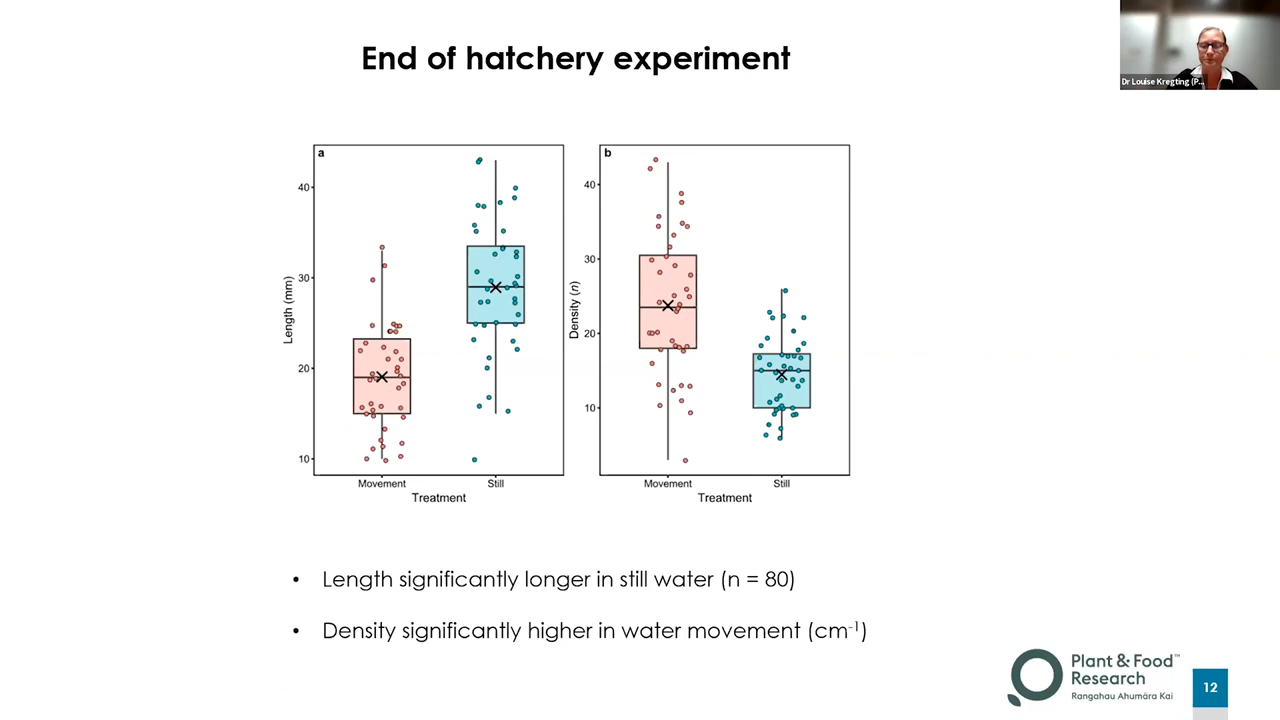 End of hatchery experiment
Dr Louise Kregting (P...
a
b
Length (mm)
40
30
20
10
Movement
Still
Treatment
Density (n)
40
30
20
10
Movement
Still
Treatment
• Length significantly longer in still water (n = 80)
• Density significantly higher in water movement (cm⁻¹)
Plant & Food™
Research
Rangahau Ahumāra Kai
12